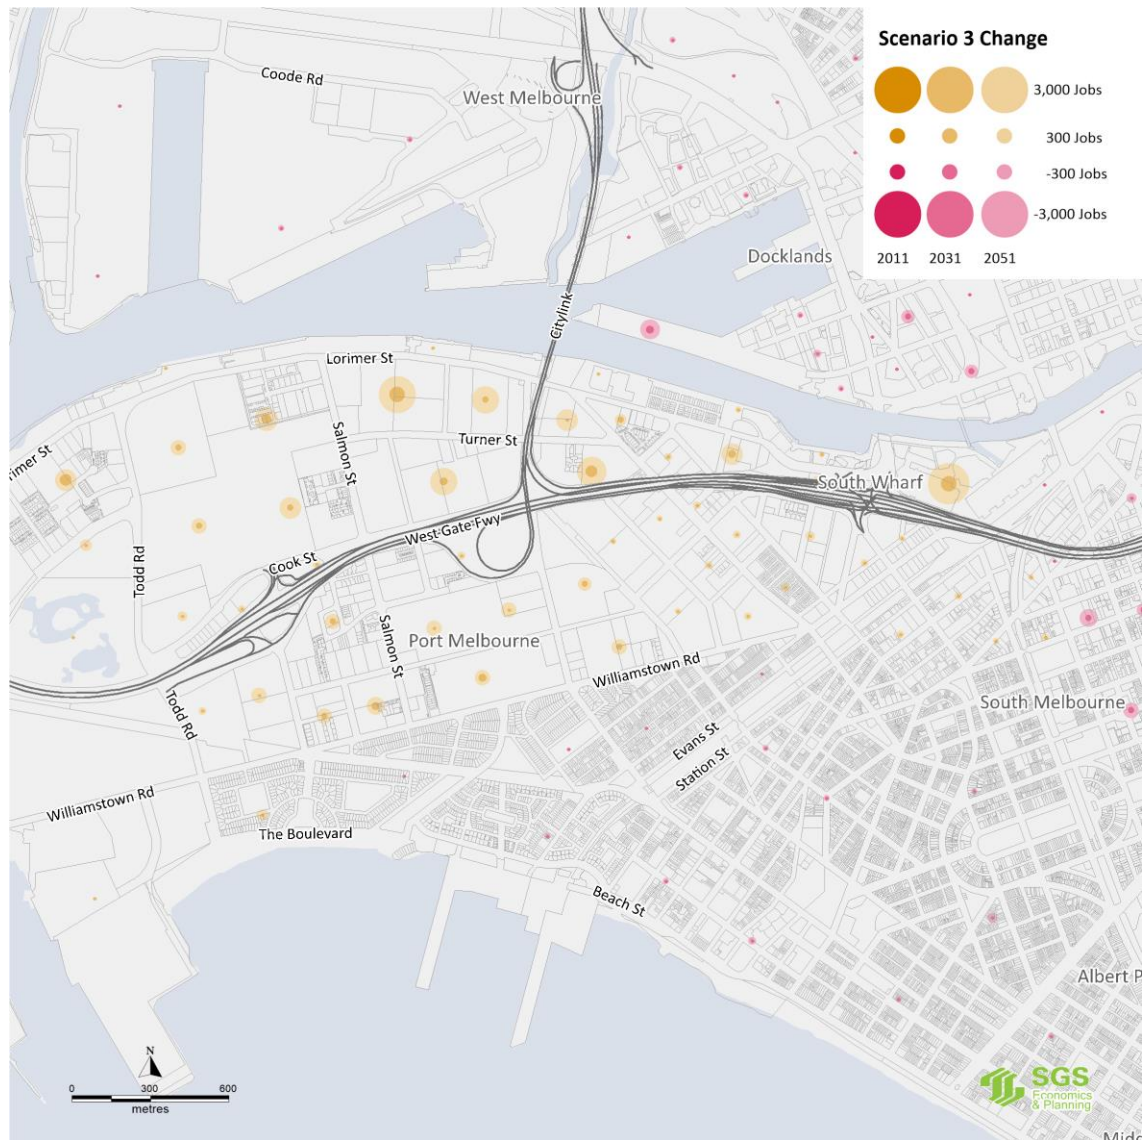 Scenario 3 Change
3,000 Jobs
300 Jobs
-300 Jobs
-3,000 Jobs
2011 2031 2051
Coode Rd
West Melbourne
Docklands
Citylink
Lorimer St
Turner St
Salmon St
rimer St
South Wharf
West Gate Fwy
Cook St
Todd Rd
Salmon St
Port Melbourne
Williamstown Rd
Todd Rd
South Melbourne
Evans St
Station St
Williamstown Rd
The Boulevard
Beach St
Albert P
N
0 300 600
metres
SGS
Economics
& Planning
Midd